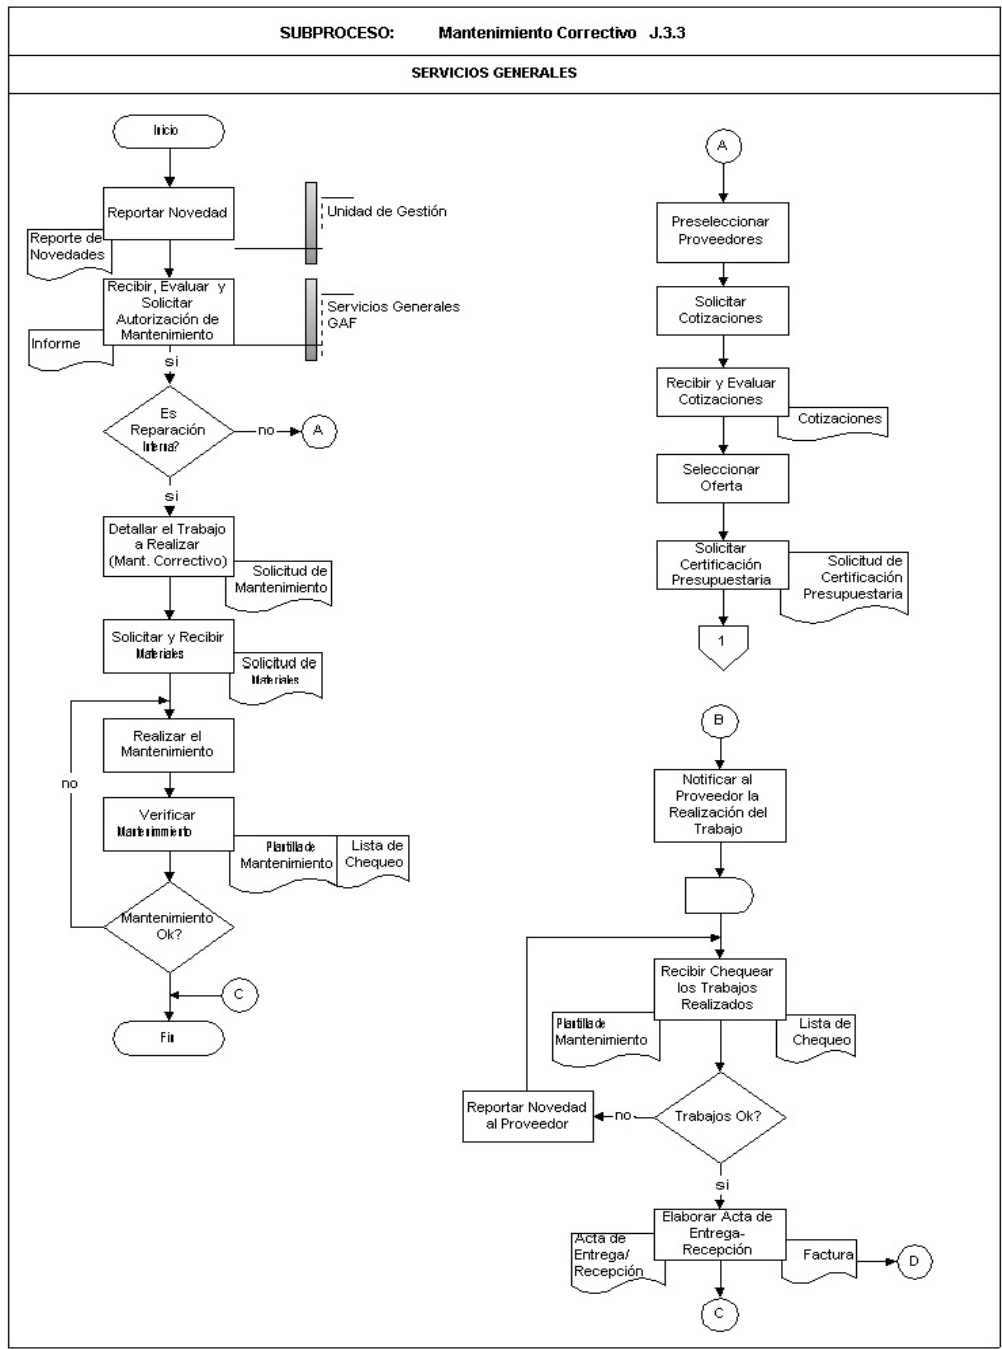 SUBPROCESO: Mantenimiento Correctivo J.3.3
SERVICIOS GENERALES
Inicio
Reportar Novedad
Unidad de Gestión
Reporte de
Novedades
Recibir, Evaluar y
Solicitar
Autorización de
Mantenimiento
Servicios Generales
GAF
Informe
si
Es
Reparación
Interna?
no
A
si
Detallar el Trabajo
a Realizar
(Mant. Correctivo)
Solicitud de
Mantenimiento
Solicitar y Recibir
Materiales
Solicitud de
Materiales
Realizar el
Mantenimiento
no
Verificar
Mantenimmiento
Plantilla de
Mantenimiento
Lista de
Chequeo
Mantenimiento
Ok?
C
Fin
A
Preseleccionar
Proveedores
Solicitar
Cotizaciones
Recibir y Evaluar
Cotizaciones
Cotizaciones
Seleccionar
Oferta
Solicitar
Certificación
Presupuestaria
Solicitud de
Certificación
Presupuestaria
1
B
Notificar al
Proveedor la
Realización del
Trabajo
Recibir Chequear
los Trabajos
Realizados
Plantilla de
Mantenimiento
Lista de
Chequeo
Trabajos Ok?
no
Reportar Novedad
al Proveedor
si
Elaborar Acta de
Entrega-
Recepción
Acta de
Entrega/
Recepción
Factura
D
C